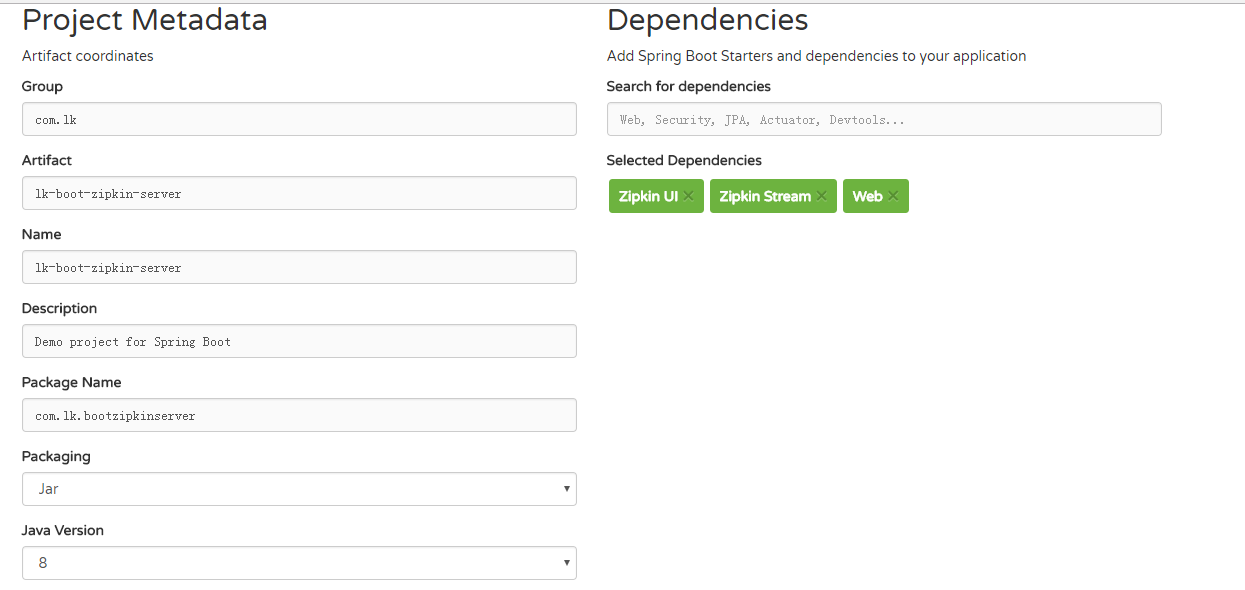 Project Metadata
Artifact coordinates
Group
com.lk
Artifact
lk-boot-zipkin-server
Name
lk-boot-zipkin-server
Description
Demo project for Spring Boot
Package Name
com.lk.bootzipkinserver
Packaging
Jar
Java Version
8
Dependencies
Add Spring Boot Starters and dependencies to your application
Search for dependencies
Web, Security, JPA, Actuator, Devtools...
Selected Dependencies
Zipkin UI × Zipkin Stream × Web ×